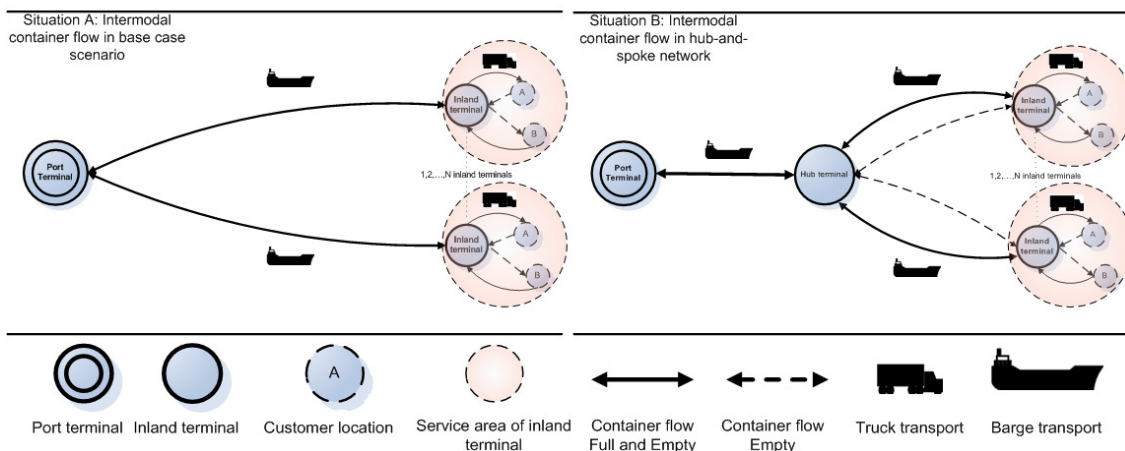 Situation A: Intermodal
container flow in base case
scenario
Port
Terminal
Inland
terminal
A
B
1,2,...,N inland terminals
Inland
terminal
A
B
Situation B: Intermodal
container flow in hub-and-
spoke network
Port
Terminal
Hub terminal
Inland
terminal
A
B
1,2,...,N inland terminals
Inland
terminal
A
B
A
Port terminal
Inland terminal
Customer location
Service area of inland
terminal
Container flow
Full and Empty
Container flow
Empty
Truck transport
Barge transport